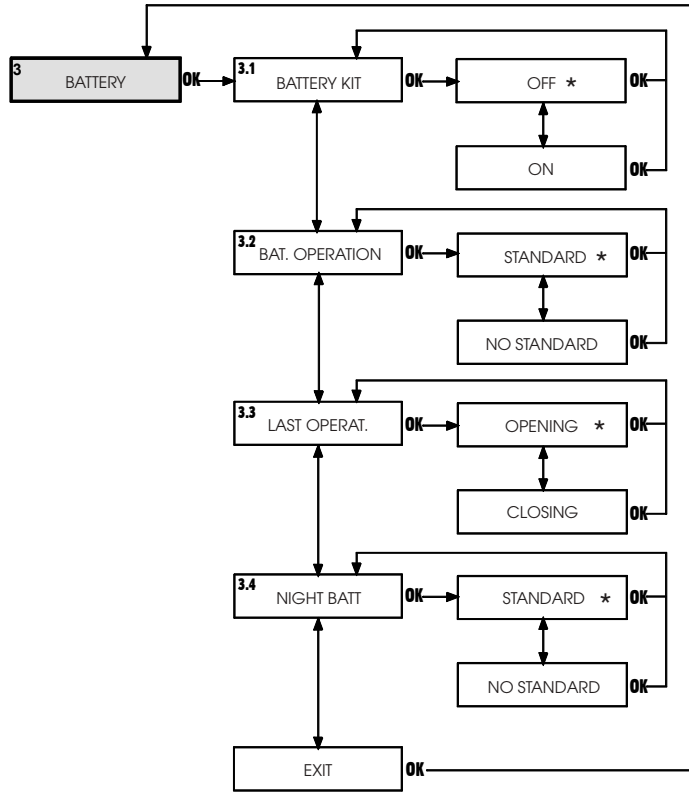 3
BATTERY OK
3.1
BATTERY KIT OK
OFF * OK
ON OK
3.2
BAT. OPERATION OK
STANDARD * OK
NO STANDARD OK
3.3
LAST OPERAT. OK
OPENING * OK
CLOSING OK
3.4
NIGHT BATT OK
STANDARD * OK
NO STANDARD OK
EXIT OK